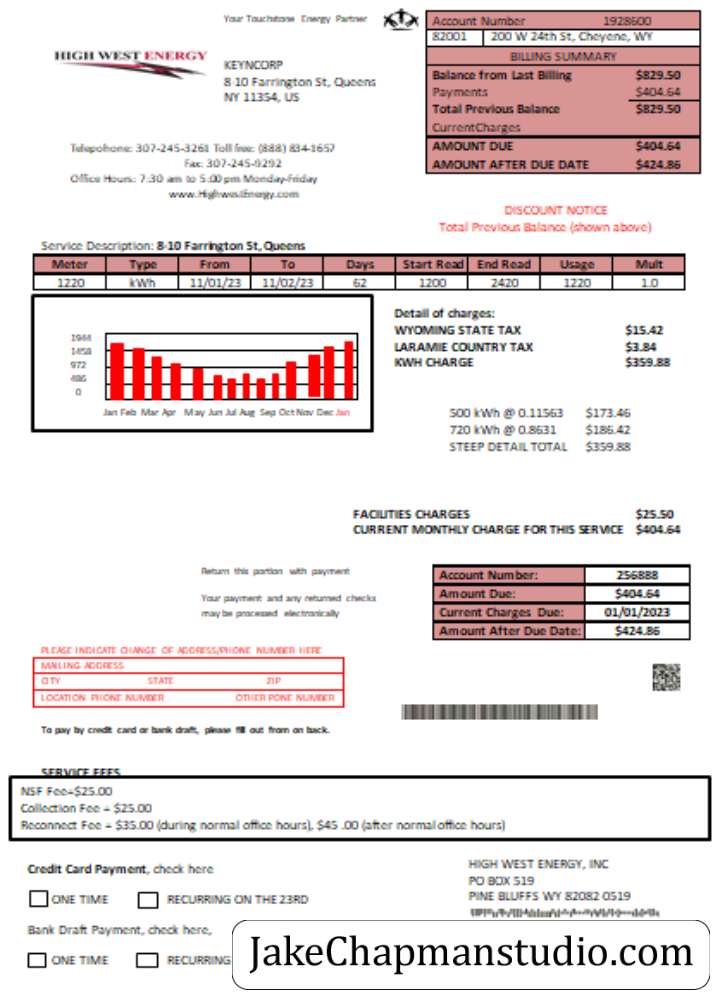 Your Touchstone Energy Partner
HIGH WEST ENERGY
KEYNCORP
8-10 Farrington St, Queens
NY 11354, US
Account Number 1928600
82001 200 W 24th St, Cheyene, WY
BILLING SUMMARY
Balance from Last Billing $829.50
Payments $404.64
Total Previous Balance $829.50
CurrentCharges
AMOUNT DUE $404.64
AMOUNT AFTER DUE DATE $424.86
Telepohone: 307-245-3261 Toll free: (888) 834-1657
Fax: 307-245-9292
Office Hours: 7:30 am to 5:00 pm Monday-Friday
www.HighwestEnergy.com
DISCOUNT NOTICE
Total Previous Balance (shown above)
Service Description: 8-10 Farrington St, Queens
Meter Type From To Days Start Read End Read Usage Mult
1220 kWh 11/01/23 11/02/23 62 1200 2420 1220 1.0
1944
1458
972
486
0
Jan Feb Mar Apr May Jun Jul Aug Sep Oct Nov Dec Jan
Detail of charges:
WYOMING STATE TAX $15.42
LARAMIE COUNTRY TAX $3.84
KWH CHARGE $359.88
500 kWh @ 0.11563 $173.46
720 kWh @ 0.8631 $186.42
STEEP DETAIL TOTAL $359.88
FACILITIES CHARGES $25.50
CURRENT MONTHLY CHARGE FOR THIS SERVICE $404.64
Return this portion with payment
Your payment and any returned checks
may be processed electronically
Account Number: 256888
Amount Due: $404.64
Current Charges Due: 01/01/2023
Amount After Due Date: $424.86
PLEASE INDICATE CHANGE OF ADDRESS/PHONE NUMBER HERE
MAILING ADDRESS
CITY STATE ZIP
LOCATION PHONE NUMBER OTHER PONE NUMBER
To pay by credit card or bank draft, please fill out from on back.
SERVICE FEES
NSF Fee=$25.00
Collection Fee = $25.00
Reconnect Fee = $35.00 (during normal office hours), $45 .00 (after normal office hours)
Credit Card Payment, check here
ONE TIME RECURRING ON THE 23RD
Bank Draft Payment, check here,
ONE TIME RECURRING
HIGH WEST ENERGY, INC
PO BOX 519
PINE BLUFFS WY 82082 0519
JakeChapmanstudio.com